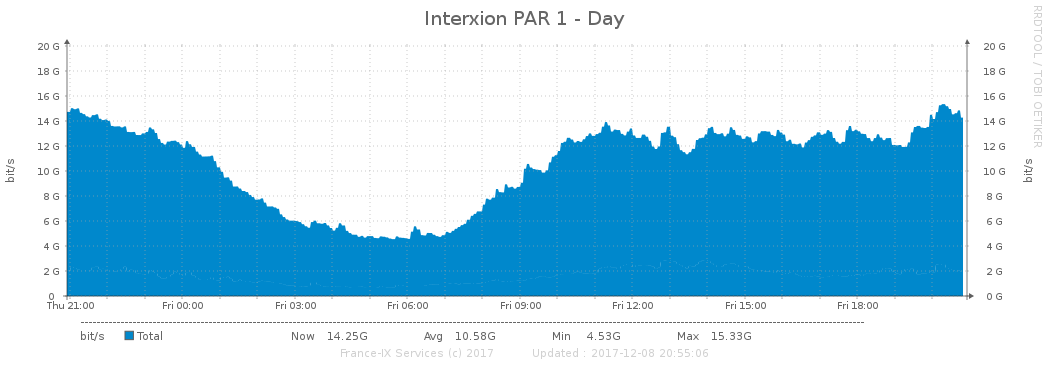 Interxion PAR 1 - Day
RRDTOOL / TOBI OETIKER
bit/s
20 G 20 G
18 G 18 G
16 G 16 G
14 G 14 G
12 G 12 G
10 G 10 G
8 G 8 G
6 G 6 G
4 G 4 G
2 G 2 G
0 0 G
bit/s
Thu 21:00 Fri 00:00 Fri 03:00 Fri 06:00 Fri 09:00 Fri 12:00 Fri 15:00 Fri 18:00
bit/s Total Now 14.25G Avg 10.58G Min 4.53G Max 15.33G
France-IX Services (c) 2017 Updated : 2017-12-08 20:55:06